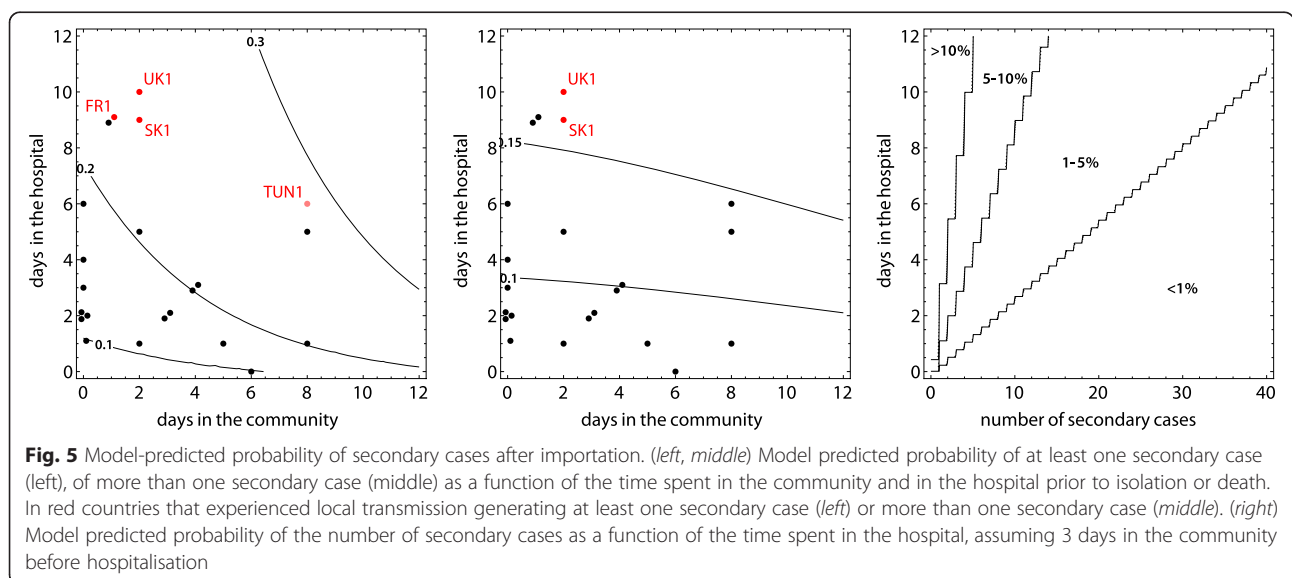 12
10
8
6
4
2
0
days in the hospital
0.3
UK1
FR1
SK1
0.2
TUN1
0.1
0 2 4 6 8 10 12
days in the community
12
10
8
6
4
2
0
days in the hospital
UK1
SK1
0.15
0.1
0 2 4 6 8 10 12
days in the community
12
10
8
6
4
2
0
days in the hospital
>10%
5-10%
1-5%
<1%
0 10 20 30 40
number of secondary cases
Fig. 5 Model-predicted probability of secondary cases after importation. (left, middle) Model predicted probability of at least one secondary case
(left), of more than one secondary case (middle) as a function of the time spent in the community and in the hospital prior to isolation or death.
In red countries that experienced local transmission generating at least one secondary case (left) or more than one secondary case (middle). (right)
Model predicted probability of the number of secondary cases as a function of the time spent in the hospital, assuming 3 days in the community
before hospitalisation